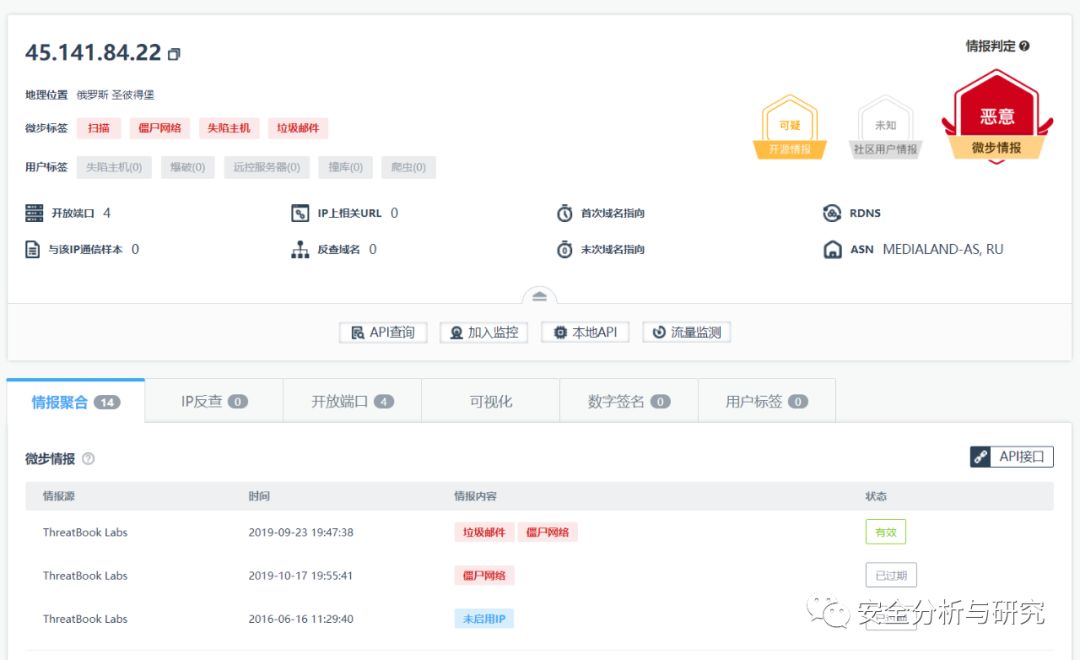 45.141.84.22
情报判定
地理位置 俄罗斯 圣彼得堡
微步标签 扫描 僵尸网络 失陷主机 垃圾邮件
可疑
开源情报
未知
社区用户情报
恶意
微步情报
用户标签 失陷主机(0) 爆破(0) 远控服务器(0) 撞库(0) 爬虫(0)
开放端口 4 IP上相关URL 0 首次域名指向 RDNS
与该IP通信样本 0 反查域名 0 末次域名指向 ASN MEDIALAND-AS, RU
API查询 加入监控 本地API 流量监测
情报聚合 14 IP反查 0 开放端口 4 可视化 数字签名 0 用户标签 0
微步情报 API接口
情报源 时间 情报内容 状态
ThreatBook Labs 2019-09-23 19:47:38 垃圾邮件 僵尸网络 有效
ThreatBook Labs 2019-10-17 19:55:41 僵尸网络 已过期
ThreatBook Labs 2016-06-16 11:29:40 未启用IP
安全分析与研究